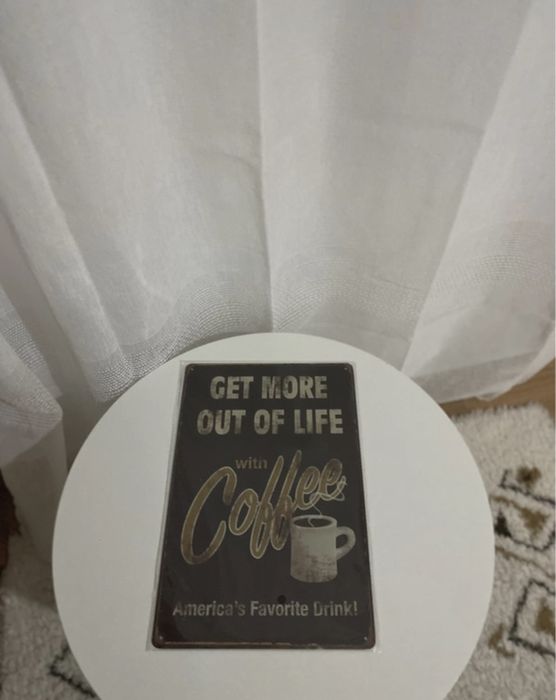 GET MORE
OUT OF LIFE
with
Coffee
America's Favorite Drink!